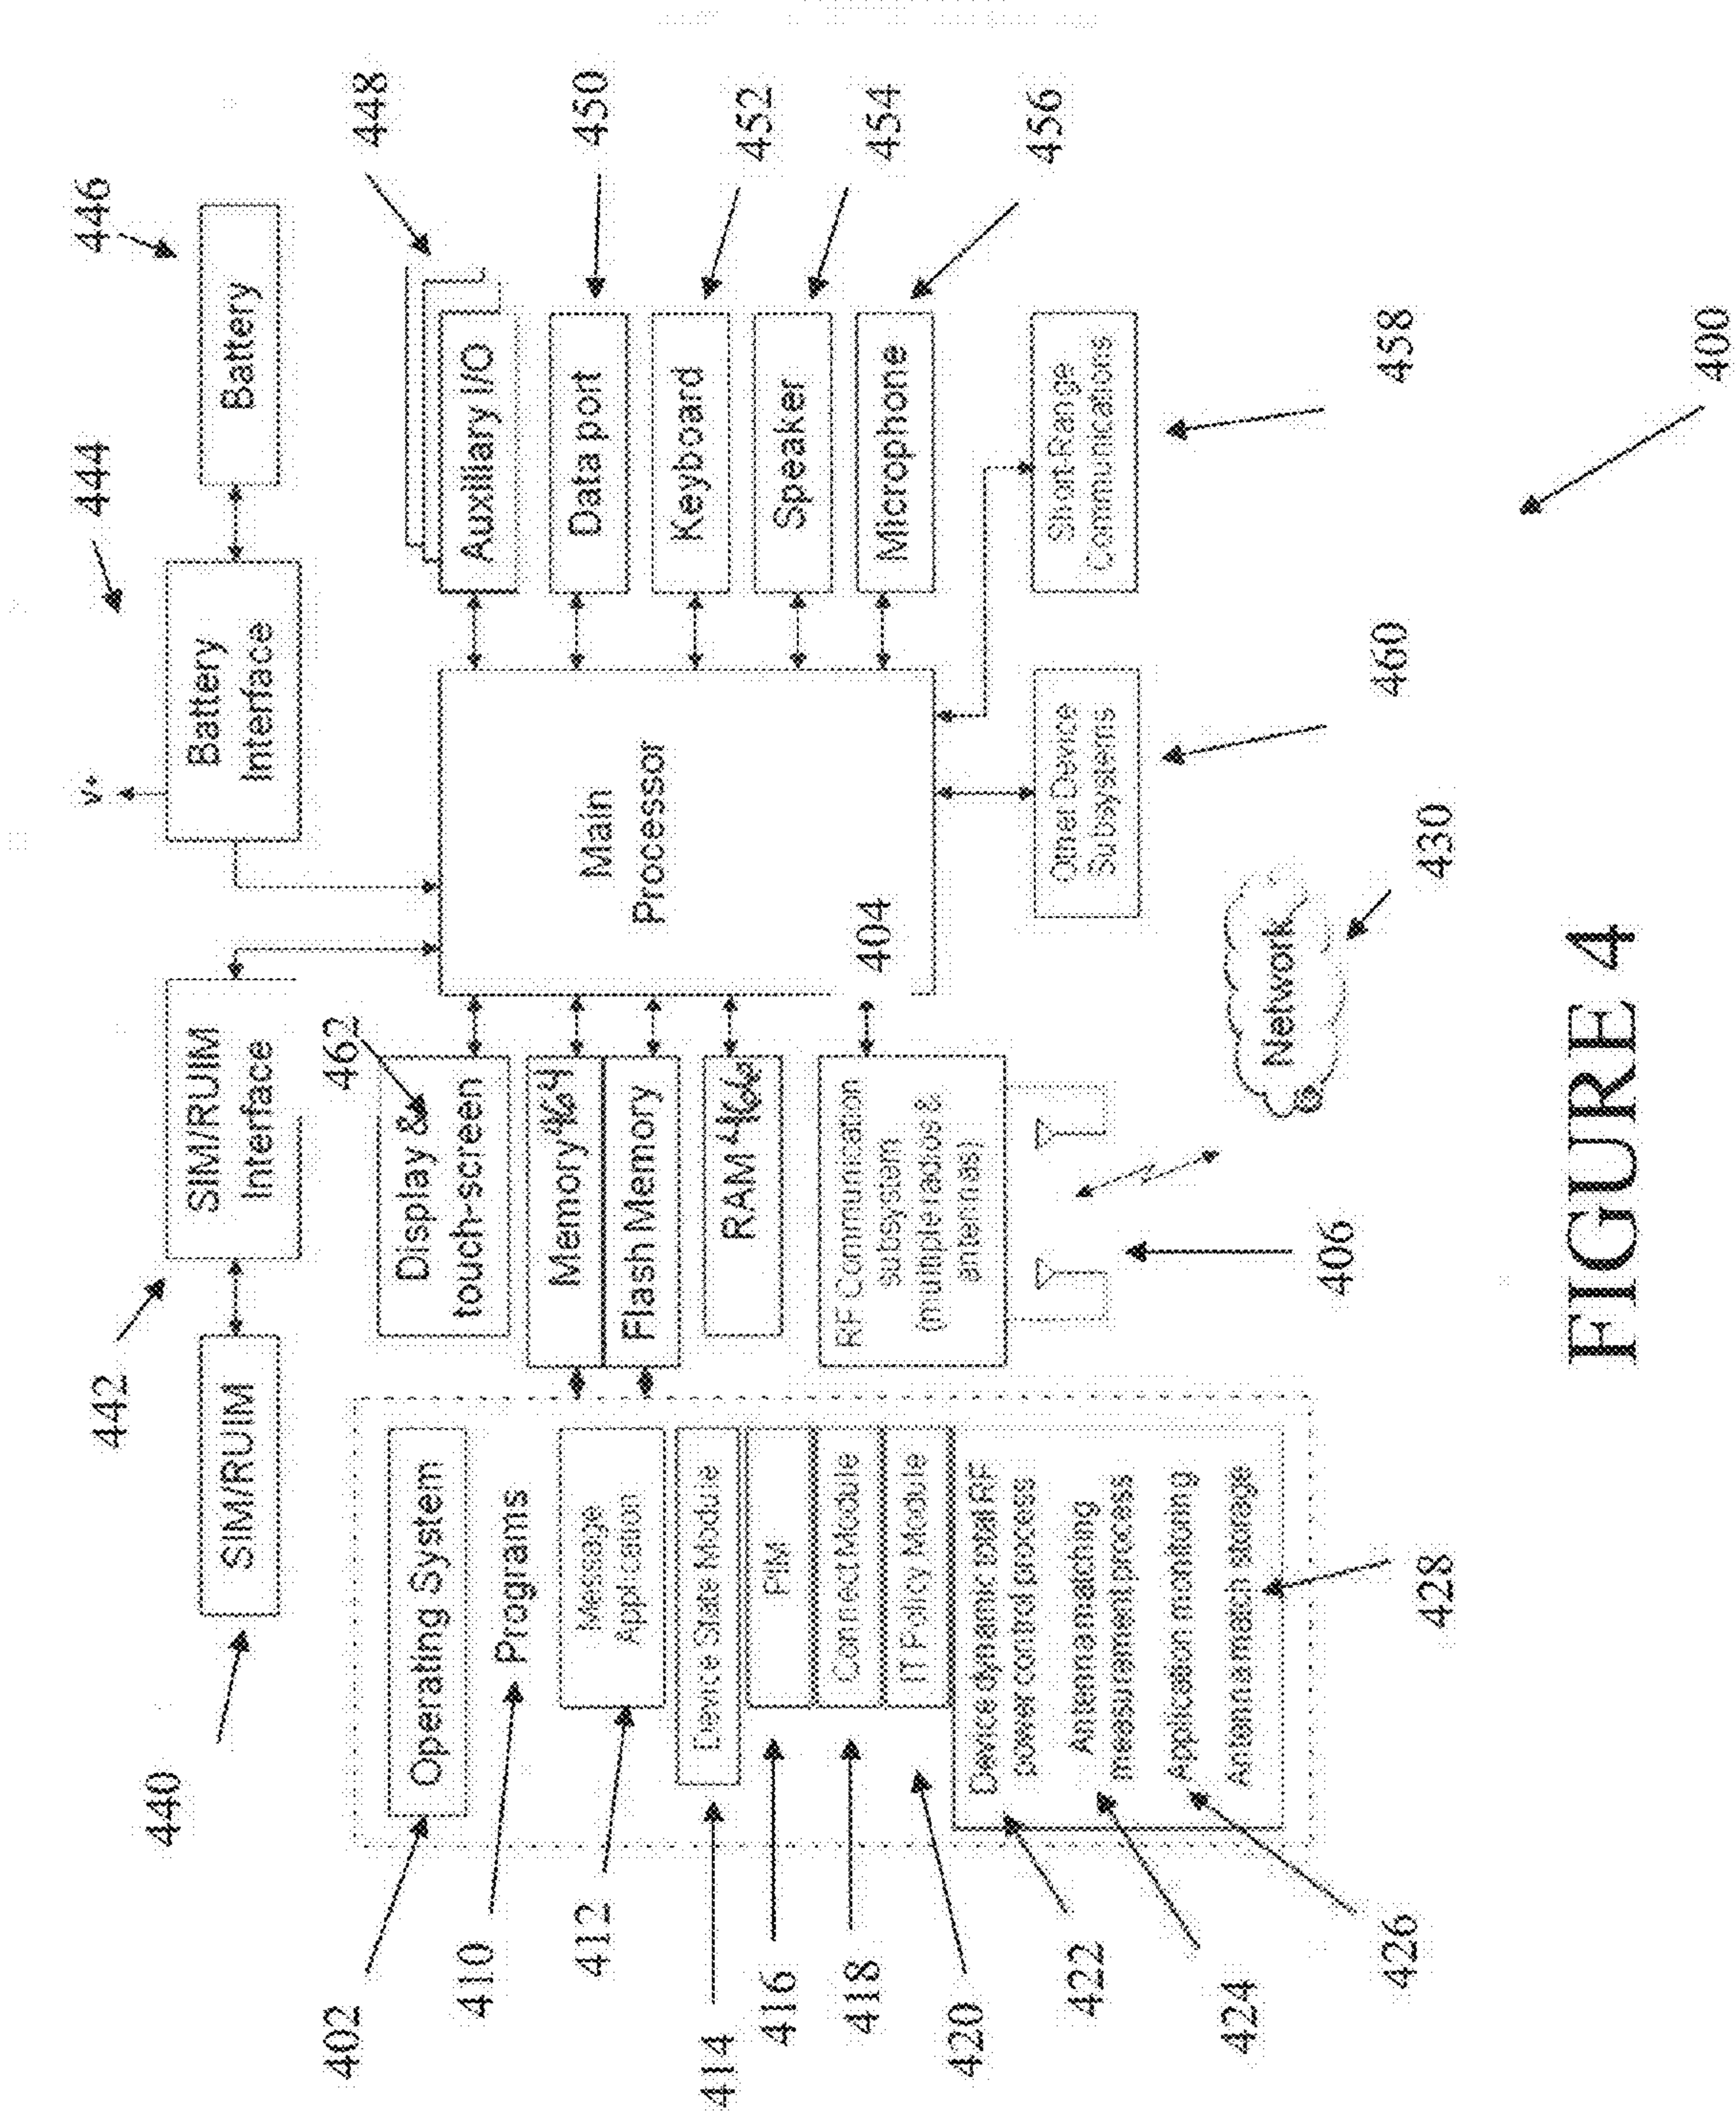 440
442
444
446
SIM/RUIM
SIM/RUIM
Interface
V+
Battery
Interface
Battery
402
410
412
414
416
418
420
422
424
426
428
Operating System
Programs
Message
Application
Device State Module
PIM
Connect Module
IT Policy Module
Device dynamic total RF
power control process
Antenna matching
measurement process
Application monitoring
Antenna match storage
462
Display &
touch-screen
Memory 464
Flash Memory
RAM 466
RF Communication
subsystem
(multiple radios &
antennas)
406
Main
Processor
404
448
Auxiliary I/O
450
Data port
452
Keyboard
454
Speaker
456
Microphone
Other Device
Subsystems
460
Short-Range
Communications
458
Network
430
400
FIGURE 4